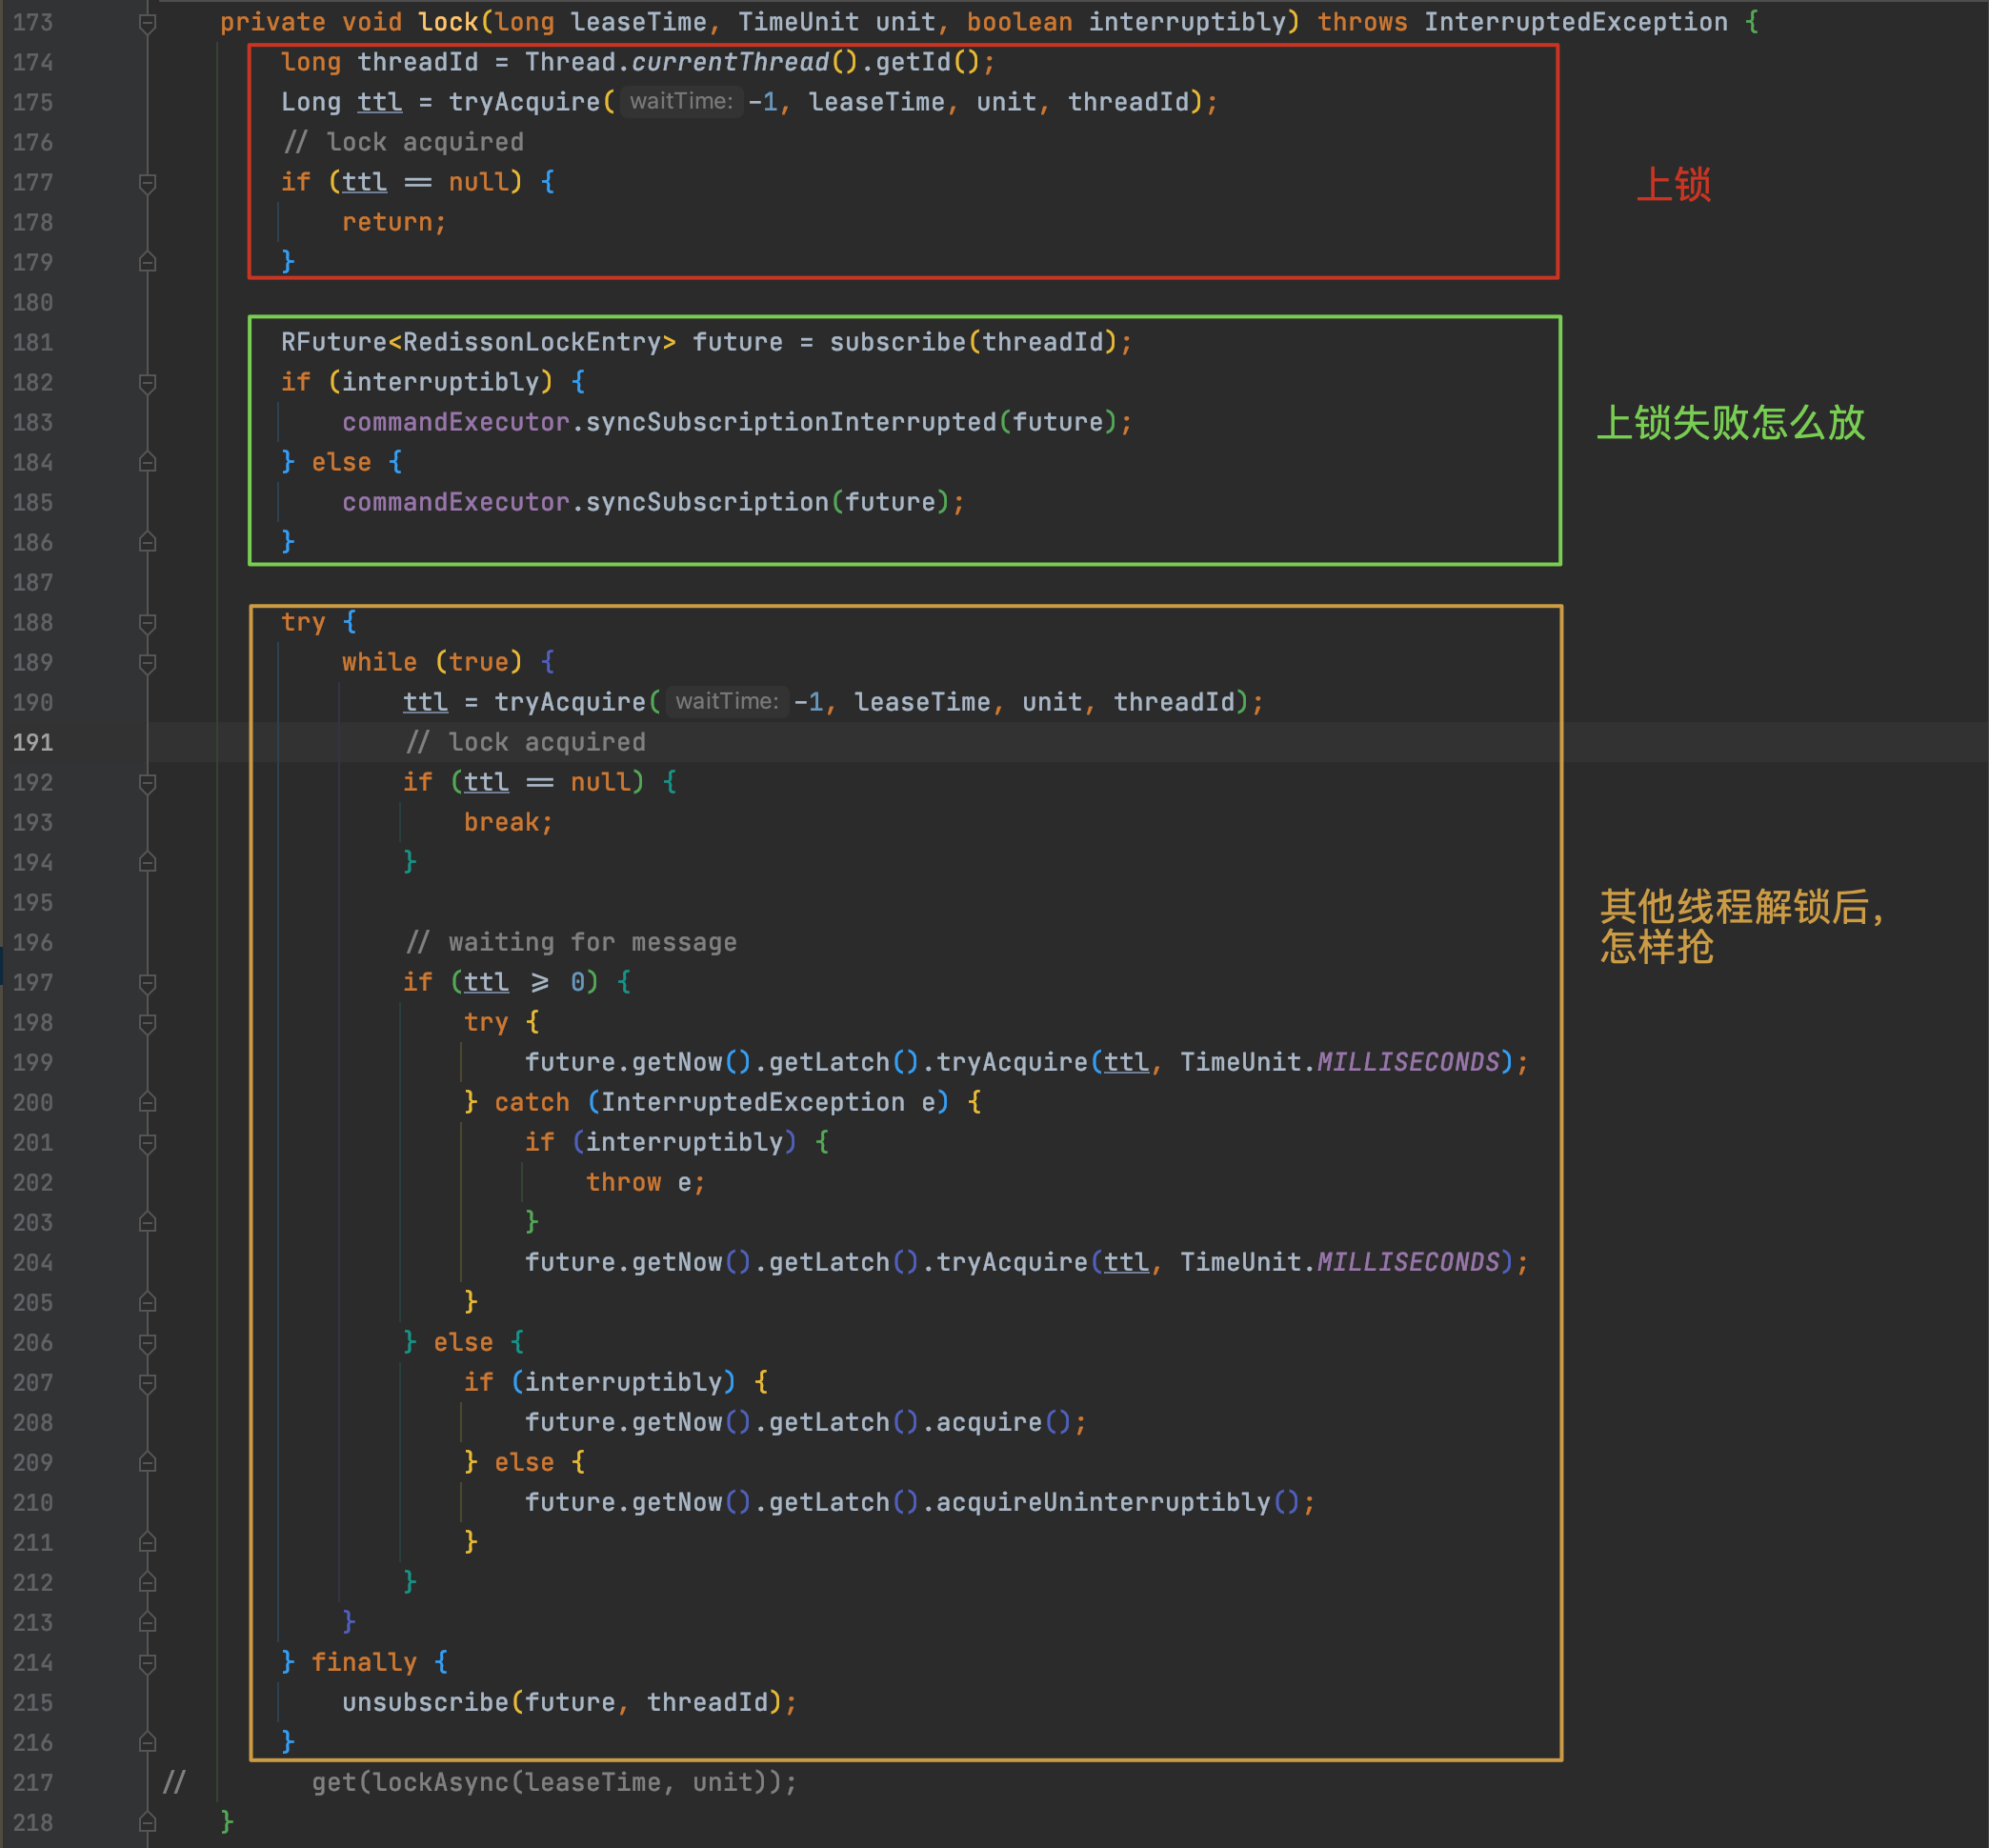 173 private void lock(long leaseTime, TimeUnit unit, boolean interruptibly) throws InterruptedException {
174 long threadId = Thread.currentThread().getId();
175 Long ttl = tryAcquire( waitTime: -1, leaseTime, unit, threadId);
176 // lock acquired
177 if (ttl == null) {
上锁
178 return;
179 }
180
181 RFuture<RedissonLockEntry> future = subscribe(threadId);
182 if (interruptibly) {
183 commandExecutor.syncSubscriptionInterrupted(future);
上锁失败怎么放
184 } else {
185 commandExecutor.syncSubscription(future);
186 }
187
188 try {
189 while (true) {
190 ttl = tryAcquire( waitTime: -1, leaseTime, unit, threadId);
191 // lock acquired
192 if (ttl == null) {
193 break;
194 }
195
其他线程解锁后,
怎样抢
196 // waiting for message
197 if (ttl >= 0) {
198 try {
199 future.getNow().getLatch().tryAcquire(ttl, TimeUnit.MILLISECONDS);
200 } catch (InterruptedException e) {
201 if (interruptibly) {
202 throw e;
203 }
204 future.getNow().getLatch().tryAcquire(ttl, TimeUnit.MILLISECONDS);
205 }
206 } else {
207 if (interruptibly) {
208 future.getNow().getLatch().acquire();
209 } else {
210 future.getNow().getLatch().acquireUninterruptibly();
211 }
212 }
213 }
214 } finally {
215 unsubscribe(future, threadId);
216 }
217 // get(lockAsync(leaseTime, unit));
218 }